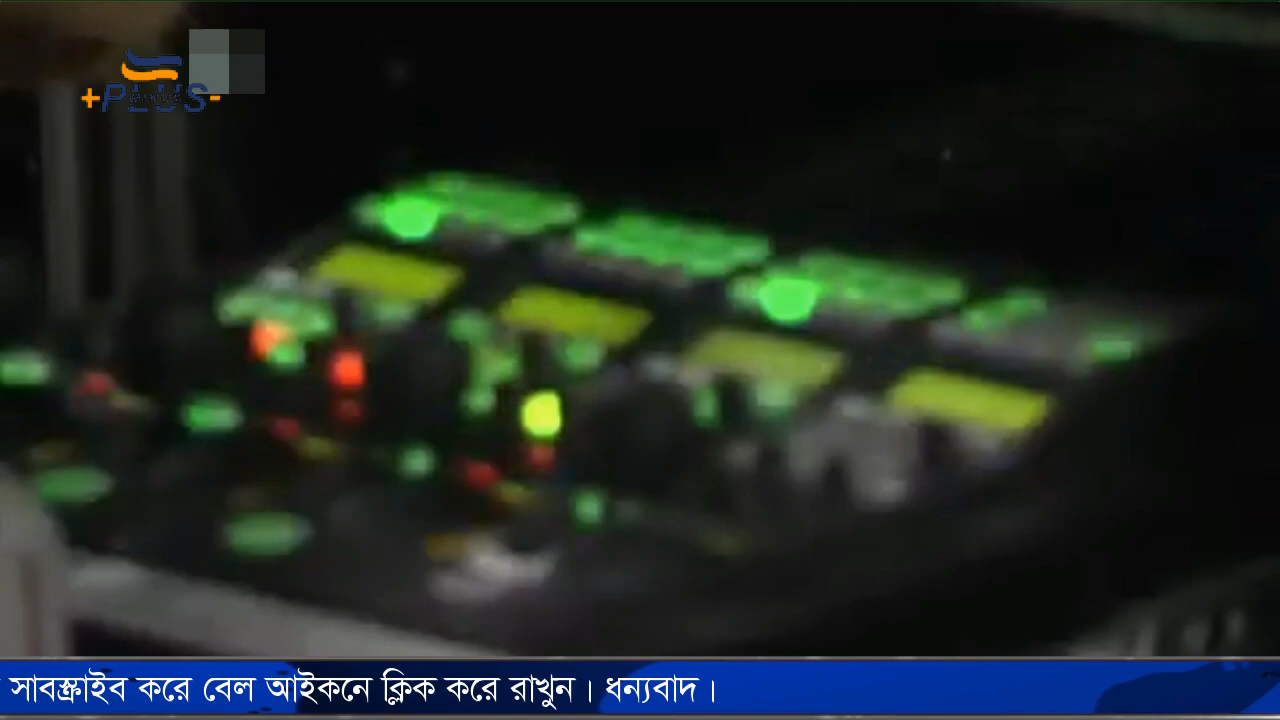 +PLUS-
সাবস্ক্রাইব করে বেল আইকনে ক্লিক করে রাখুন। ধন্যবাদ।